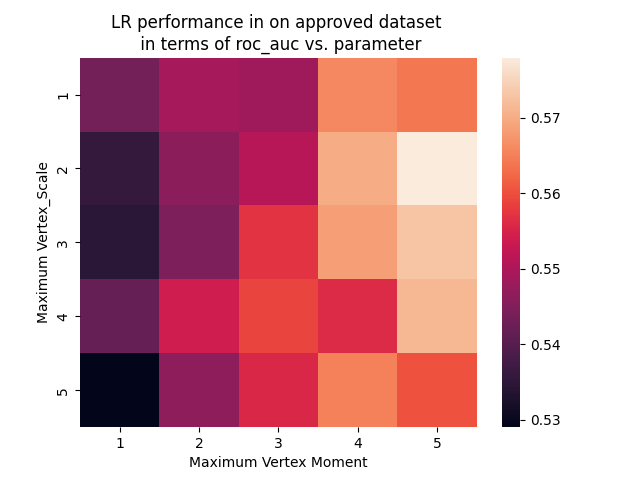 LR performance in on approved dataset
in terms of roc_auc vs. parameter
Maximum Vertex_Scale
1
2
3
4
5
1 2 3 4 5
Maximum Vertex Moment
0.57
0.56
0.55
0.54
0.53